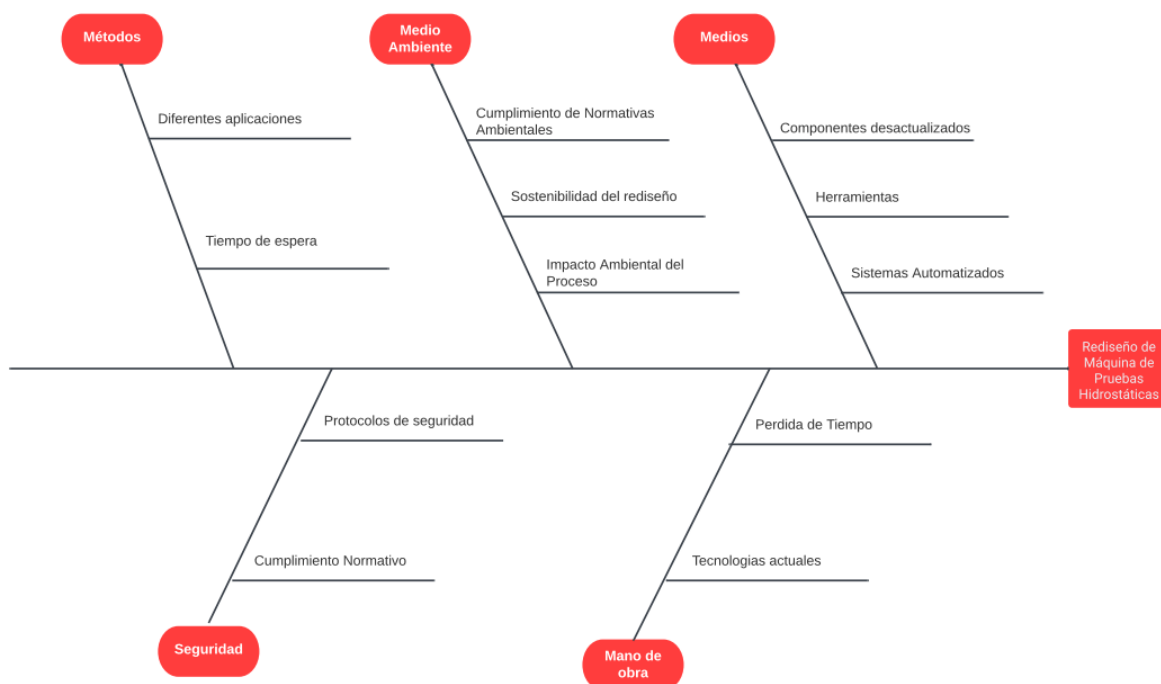 Métodos
Medio
Ambiente
Medios
Diferentes aplicaciones
Tiempo de espera
Cumplimiento de Normativas
Ambientales
Sostenibilidad del rediseño
Impacto Ambiental del
Proceso
Componentes desactualizados
Herramientas
Sistemas Automatizados
Rediseño de
Máquina de
Pruebas
Hidrostáticas
Protocolos de seguridad
Cumplimiento Normativo
Seguridad
Perdida de Tiempo
Tecnologias actuales
Mano de
obra